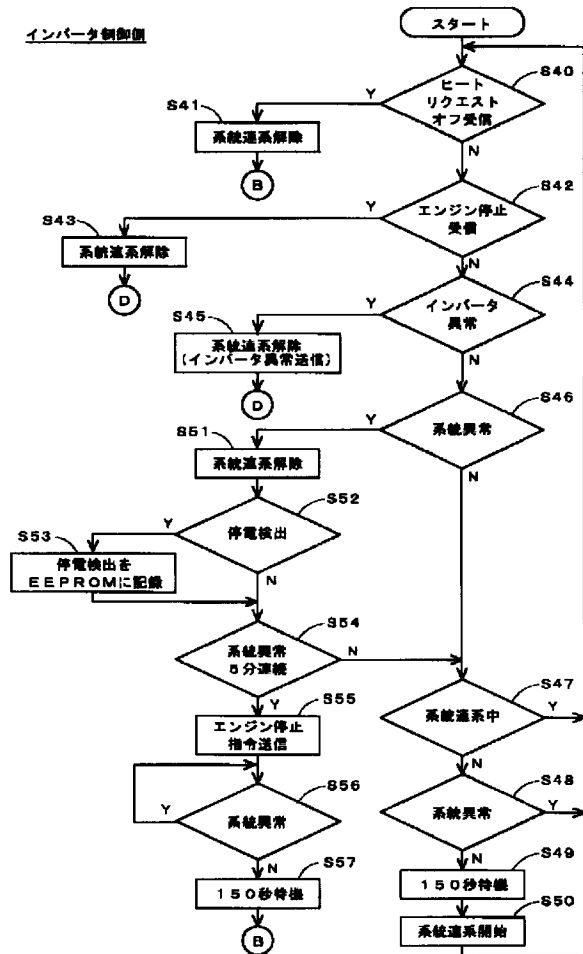 インバータ制御側
スタート
S40
ヒート
リクエスト
オフ受信
Y
N
S41
系統連系解除
B
S42
エンジン停止
受信
Y
N
S43
系統連系解除
D
S44
インバータ
異常
Y
N
S45
系統連系解除
(インバータ異常送信)
D
S46
系統異常
Y
N
S51
系統連系解除
S52
停電検出
Y
N
S53
停電検出を
EEPROMに記録
S54
系統異常
5分連続
N
Y
S55
エンジン停止
指令送信
S56
系統異常
Y
N
S57
150秒待機
B
S47
系統連系中
Y
N
S48
系統異常
Y
N
S49
150秒待機
S50
系統連系開始